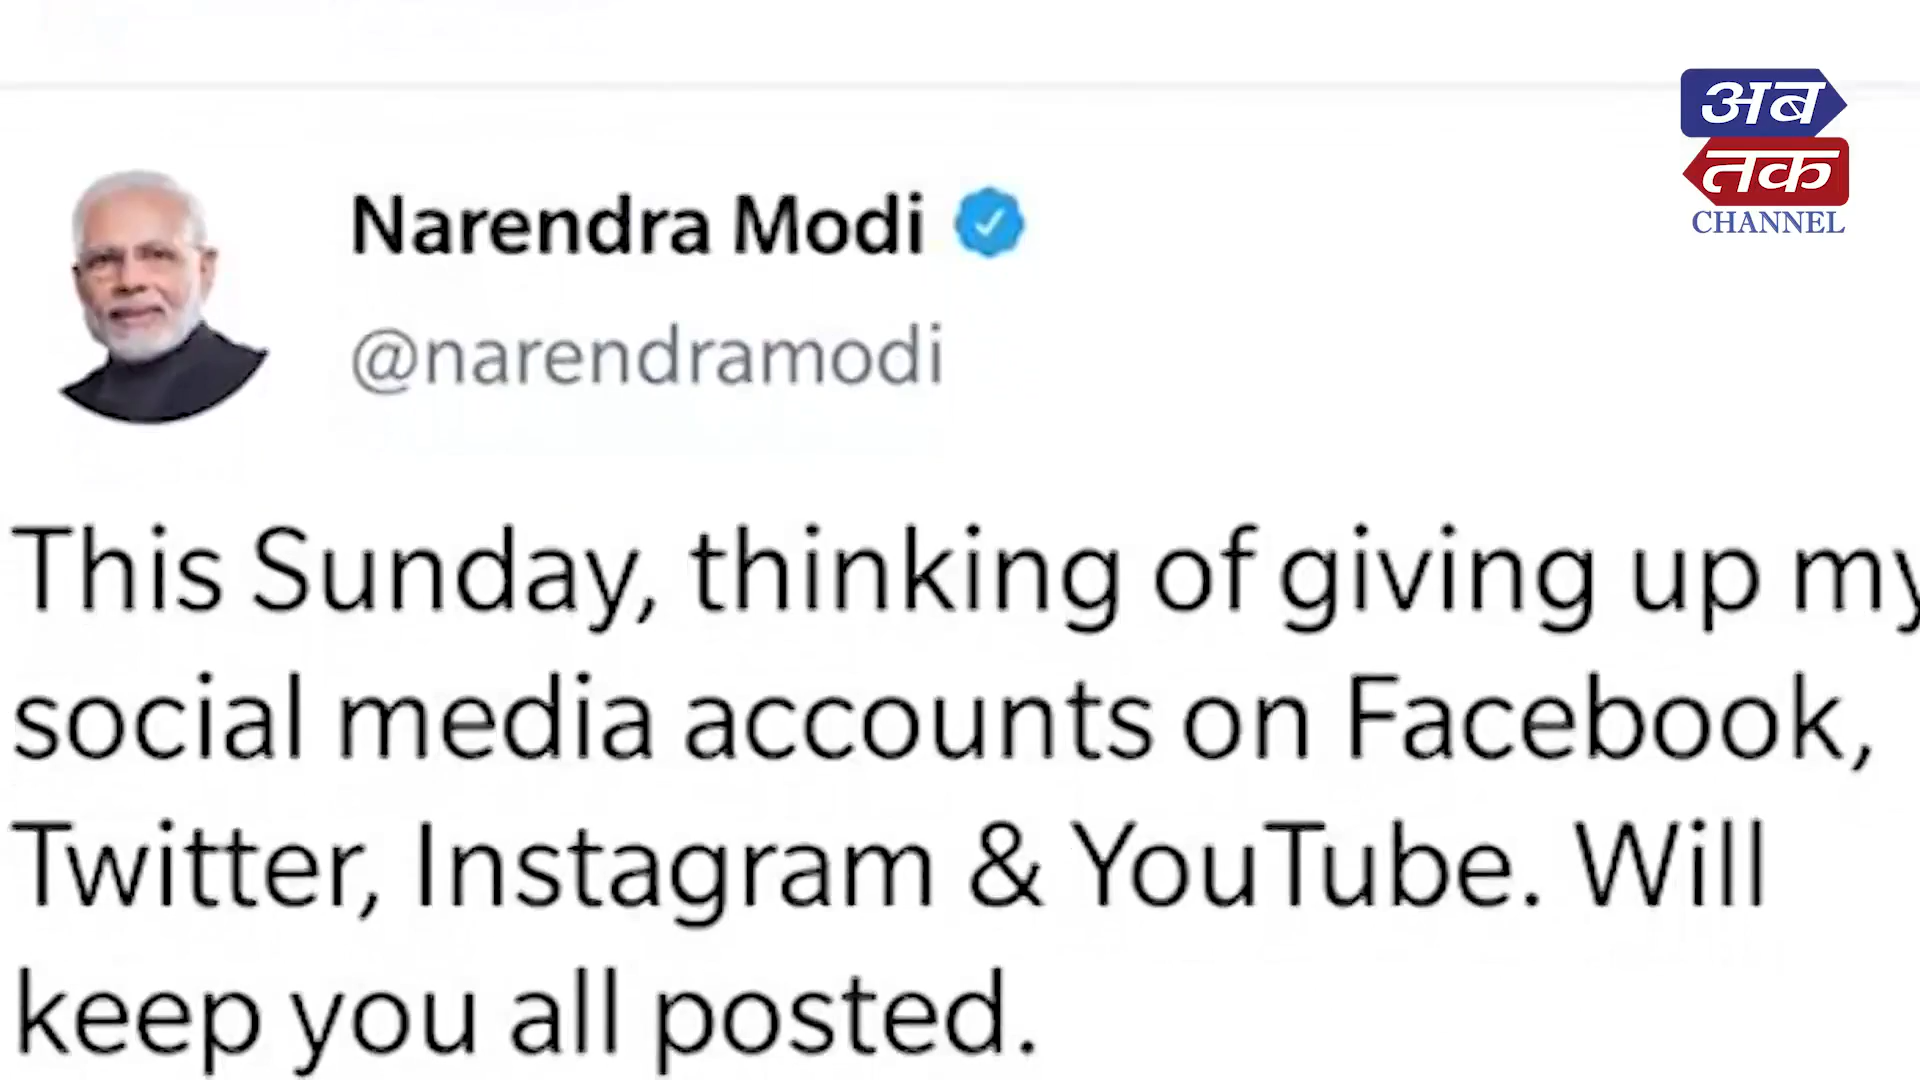 अब
तक
CHANNEL
Narendra Modi
@narendramodi
This Sunday, thinking of giving up my
social media accounts on Facebook,
Twitter, Instagram & YouTube. Will
keep you all posted.